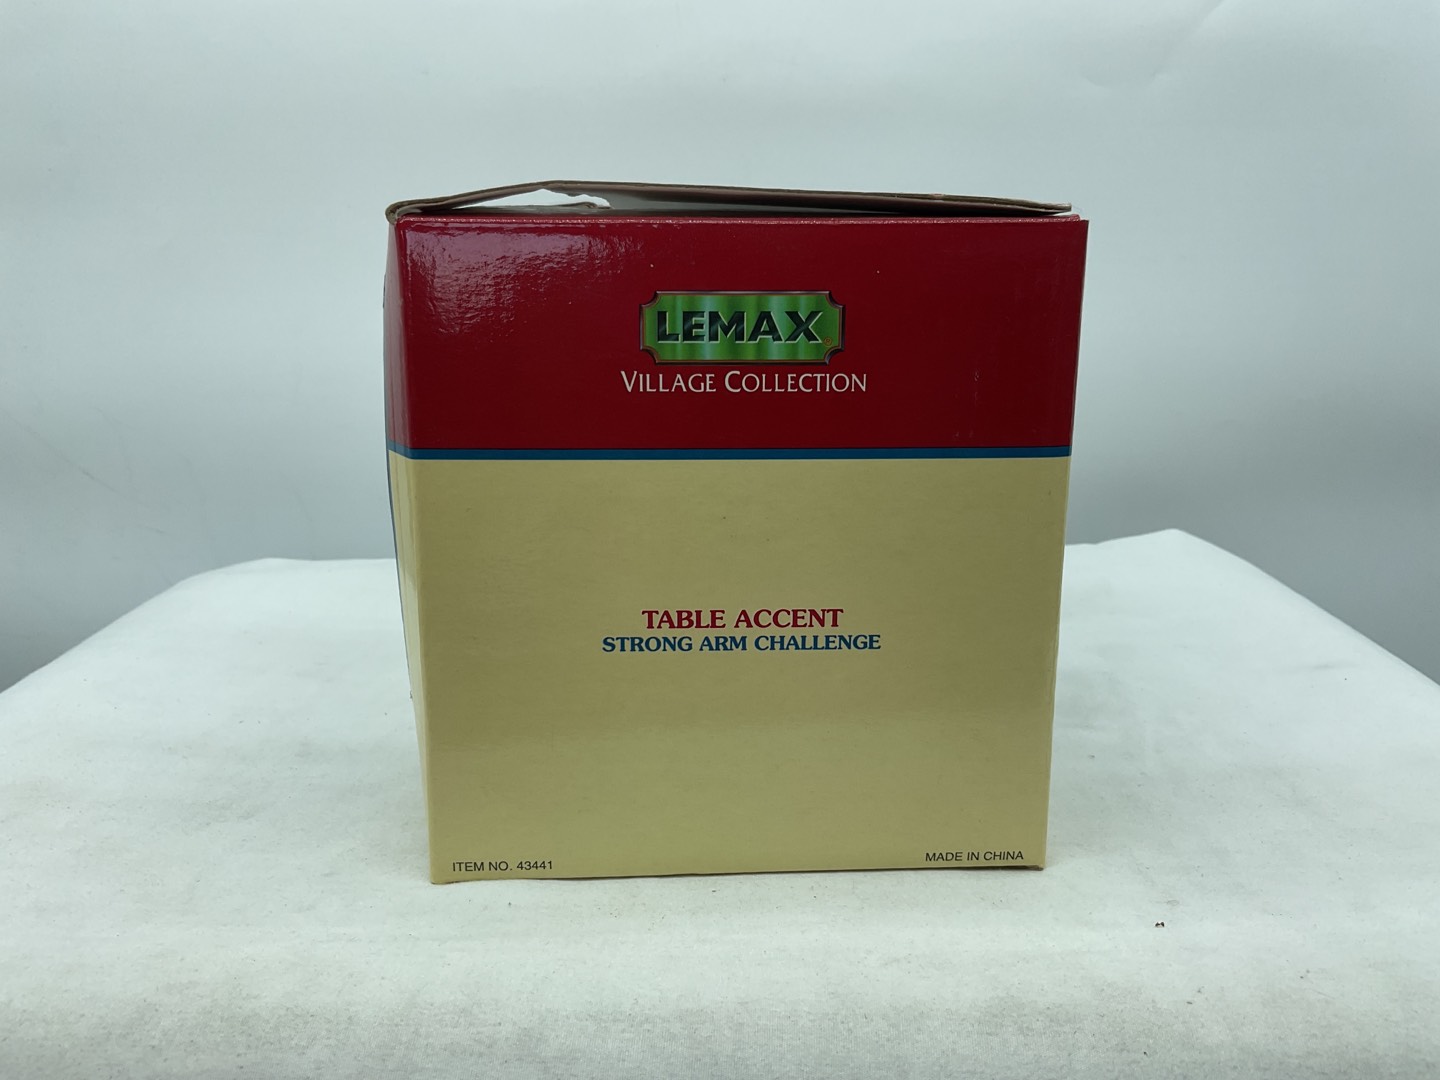 LEMAX
VILLAGE COLLECTION
TABLE ACCENT
STRONG ARM CHALLENGE
ITEM NO. 43441
MADE IN CHINA